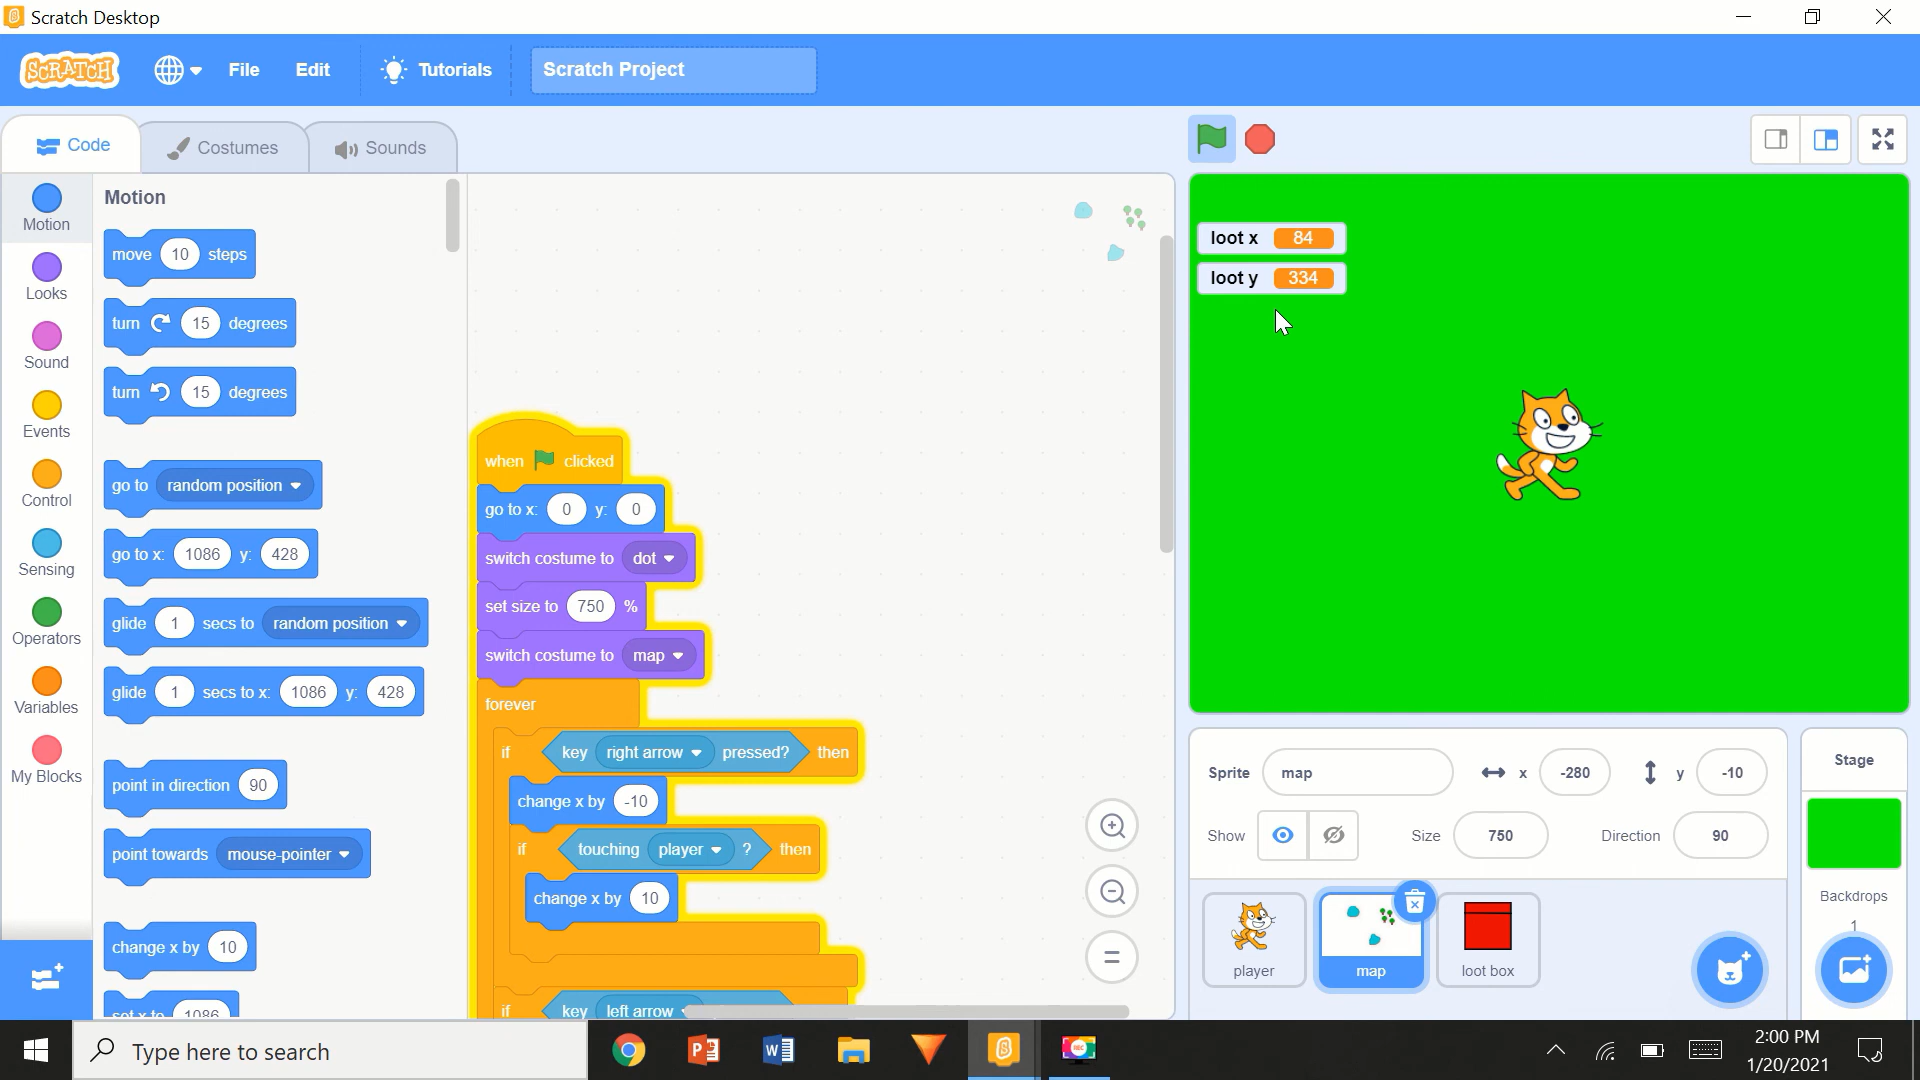 Scratch Desktop
SCRATCH
File
Edit
Tutorials
Scratch Project
Code
Costumes
Sounds
Motion
Looks
Sound
Events
Control
Sensing
Operators
Variables
My Blocks
Motion
move 10 steps
turn 15 degrees
turn 15 degrees
go to random position
go to x: 1086 y: 428
glide 1 secs to random position
glide 1 secs to x: 1086 y: 428
point in direction 90
point towards mouse-pointer
change x by 10
set x to 1086
when clicked
go to x: 0 y: 0
switch costume to dot
set size to 750 %
switch costume to map
forever
if key right arrow pressed? then
change x by -10
if touching player ? then
change x by 10
if key left arrow
loot x 84
loot y 334
Sprite map x -280 y -10
Show Size 750 Direction 90
player
map
loot box
Stage
Backdrops
1
Type here to search
2:00 PM
1/20/2021